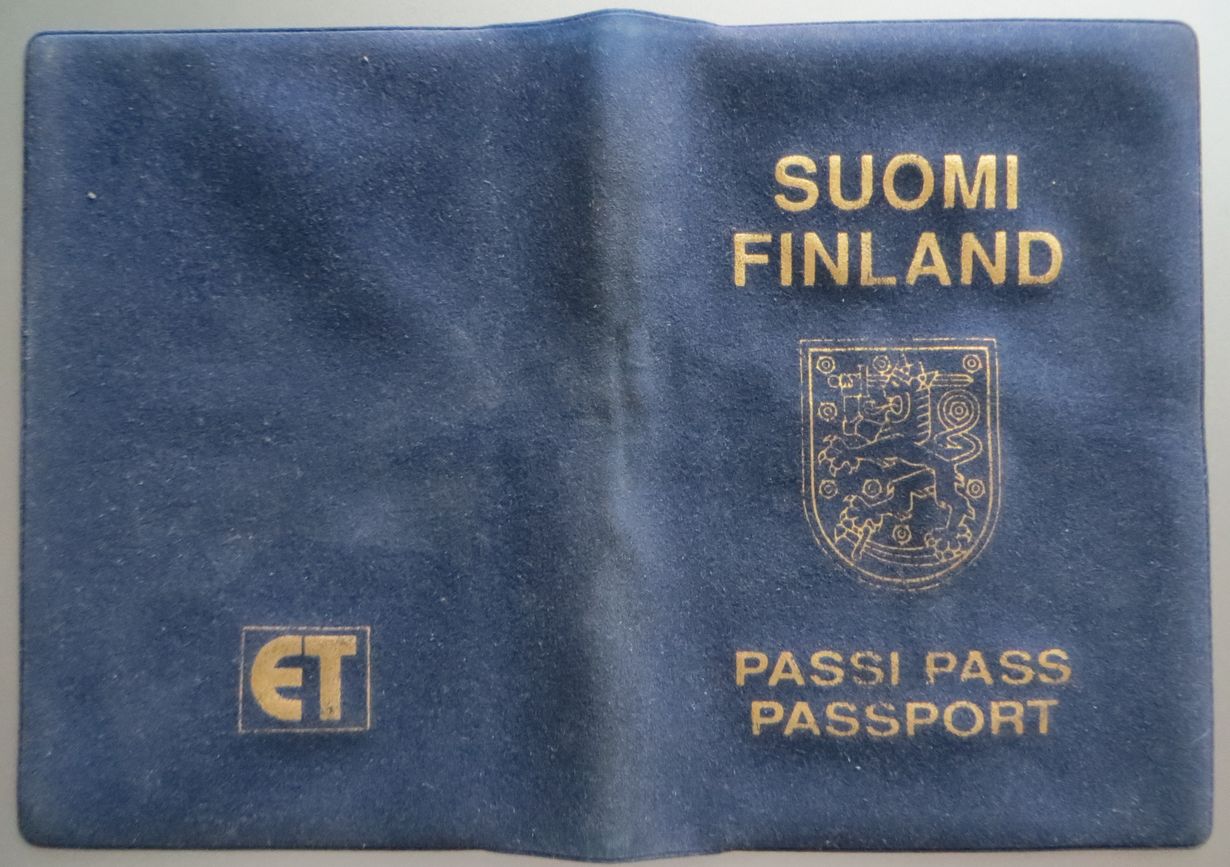 SUOMI
FINLAND
PASSI PASS
PASSPORT
ET